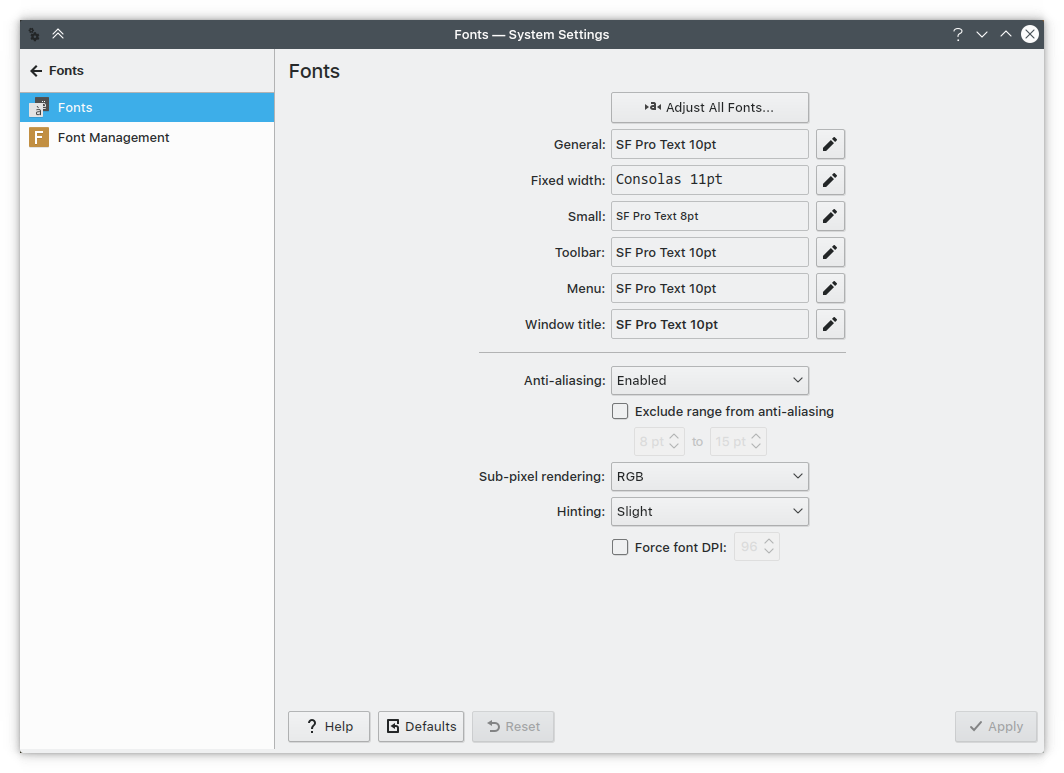 Fonts — System Settings
Fonts
Fonts
Font Management
Fonts
Adjust All Fonts...
General: SF Pro Text 10pt
Fixed width: Consolas 11pt
Small: SF Pro Text 8pt
Toolbar: SF Pro Text 10pt
Menu: SF Pro Text 10pt
Window title: SF Pro Text 10pt
Anti-aliasing: Enabled
Exclude range from anti-aliasing
8 pt to 15 pt
Sub-pixel rendering: RGB
Hinting: Slight
Force font DPI: 96
Help Defaults Reset Apply